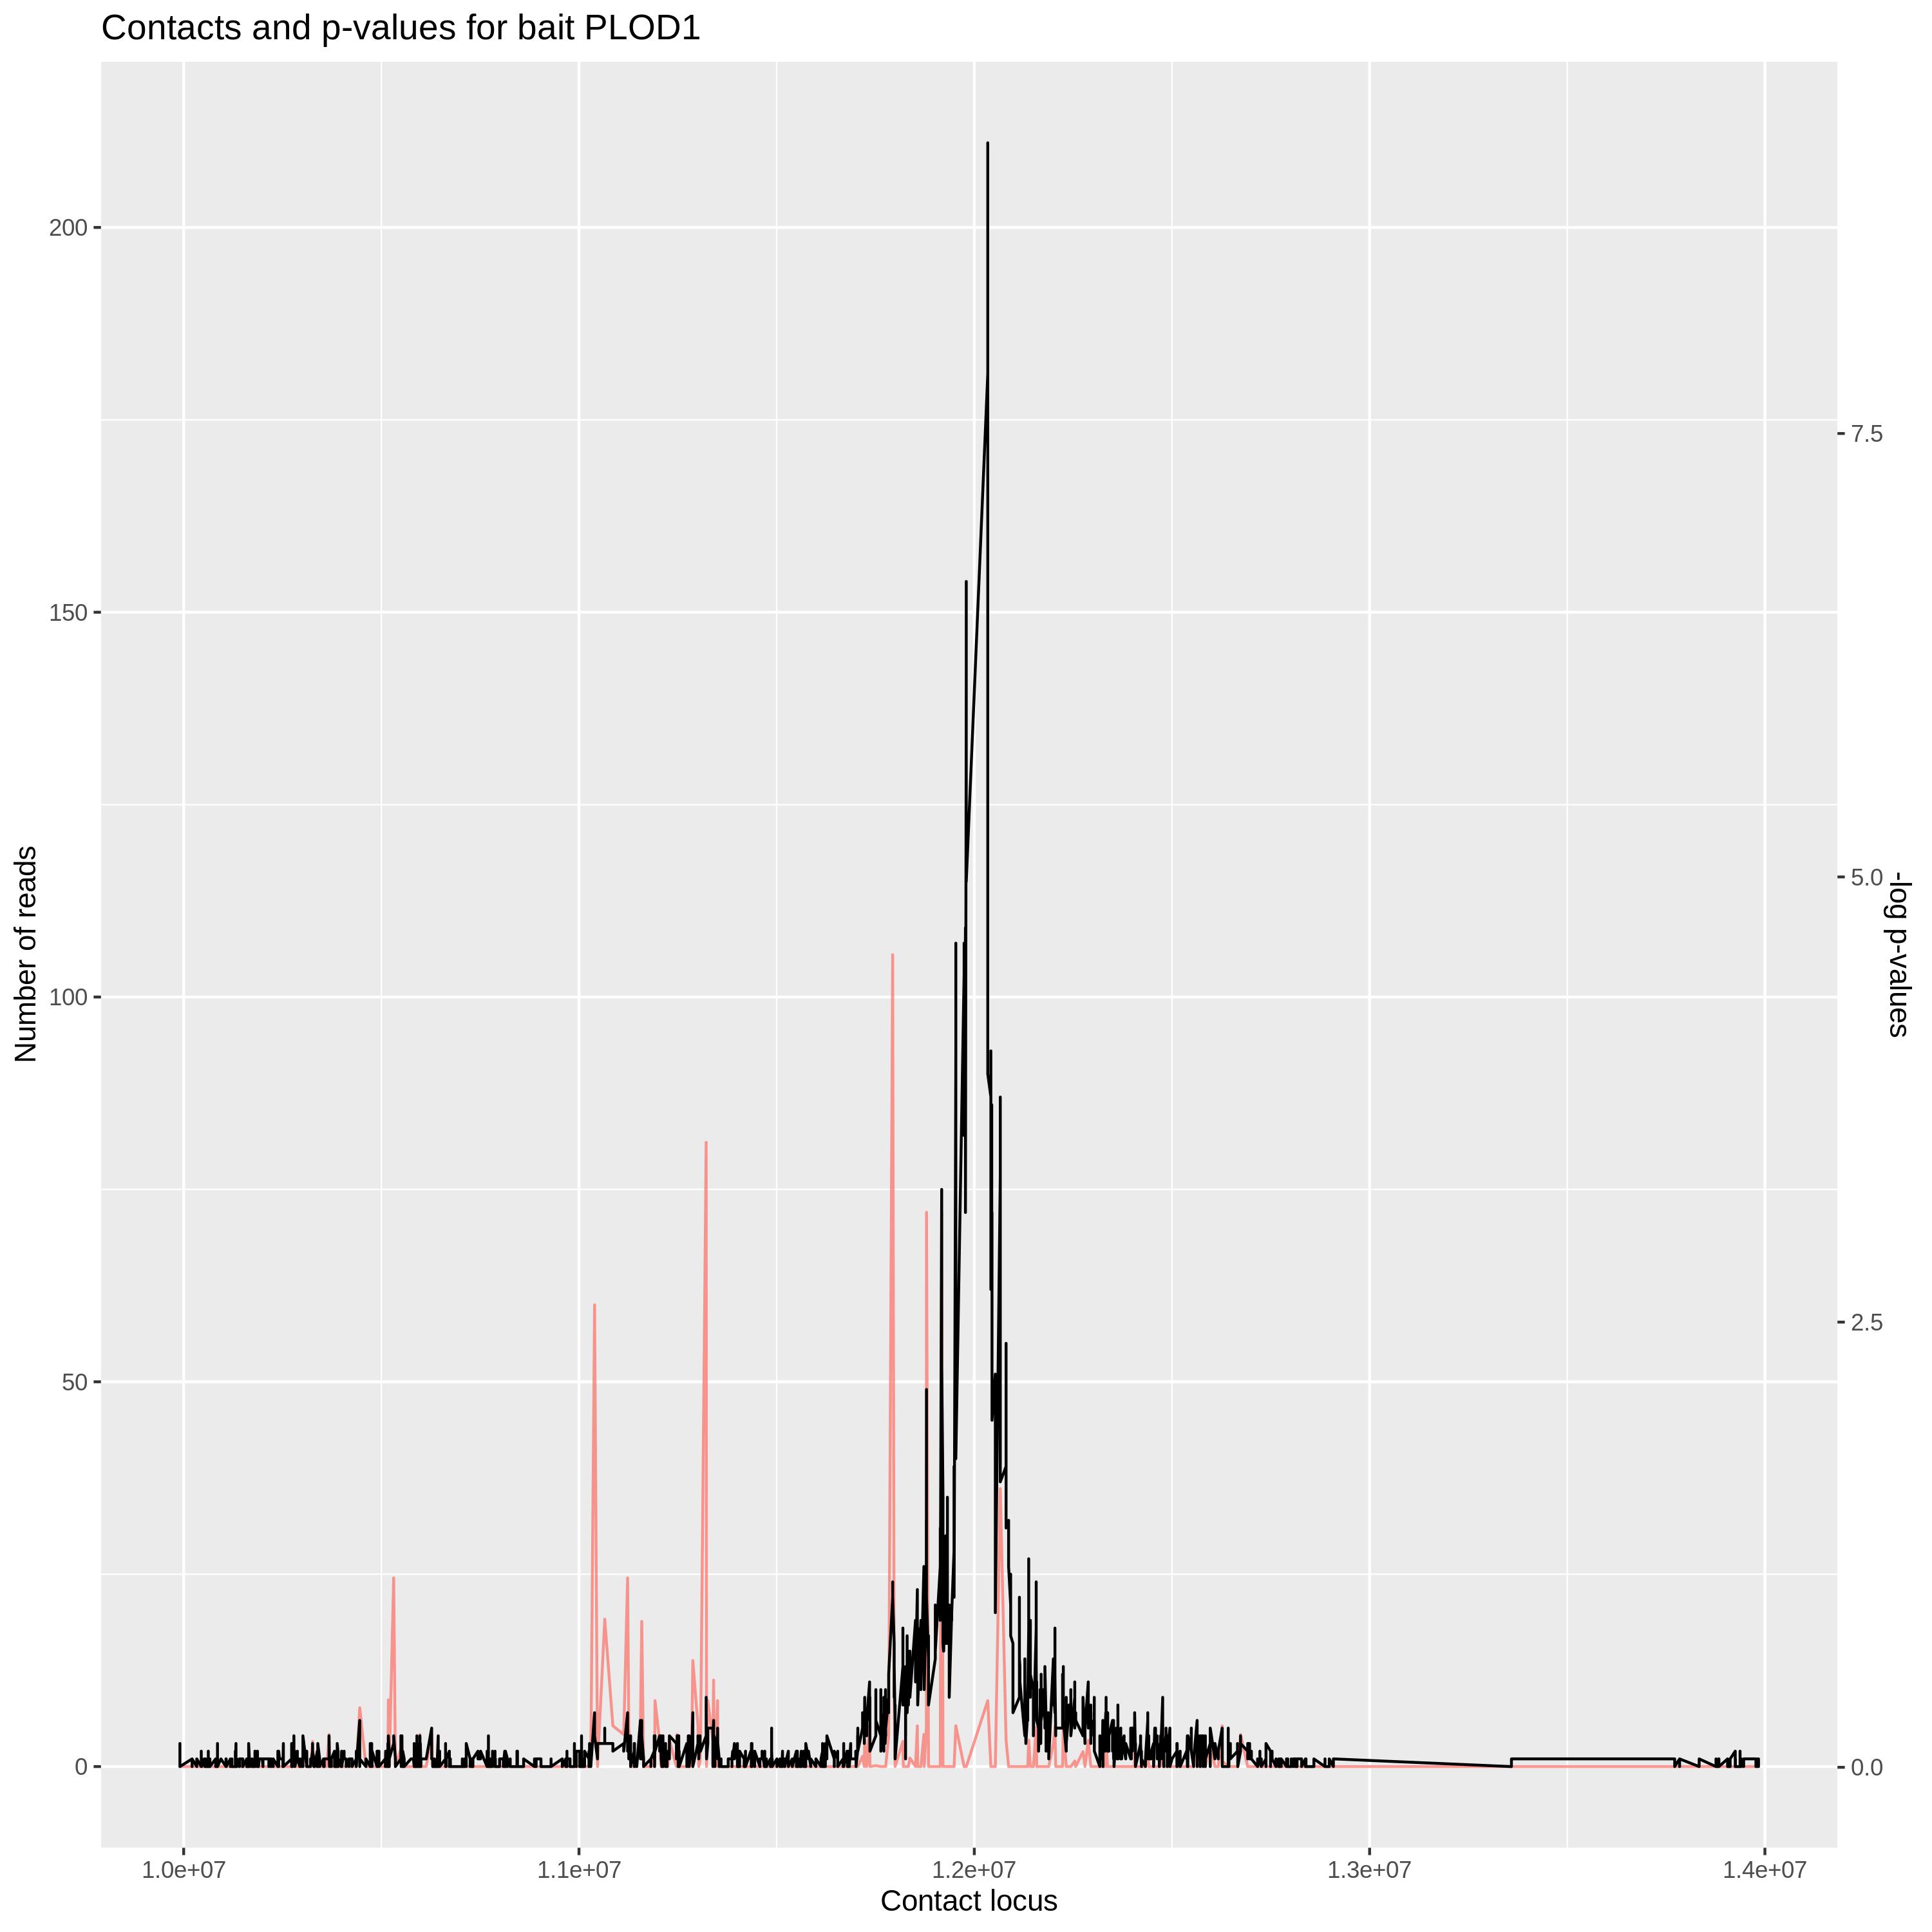 Contacts and p-values for bait PLOD1
200
150
100
50
0
Number of reads
7.5
5.0
2.5
0.0
-log p-values
1.0e+07 1.1e+07 1.2e+07 1.3e+07 1.4e+07
Contact locus